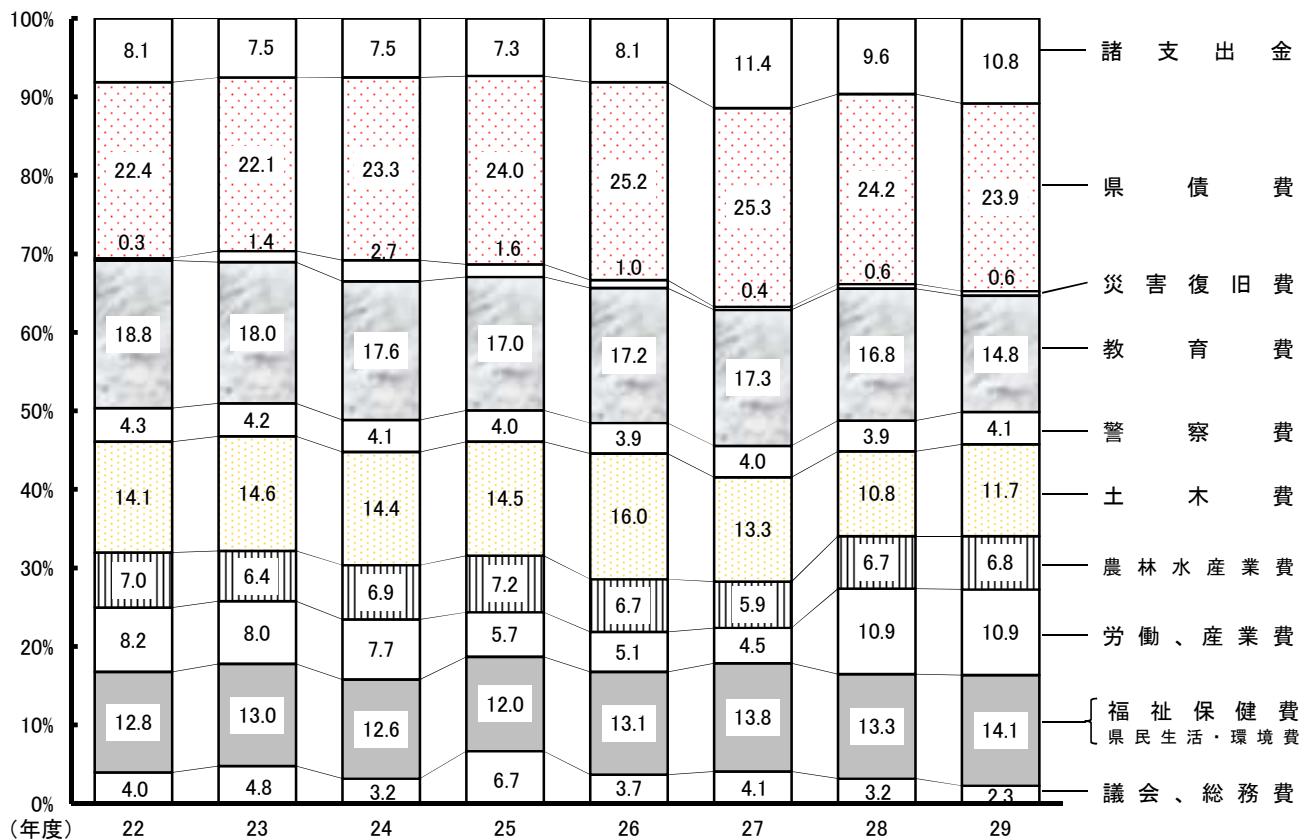 100%
90%
80%
70%
60%
50%
40%
30%
20%
10%
0%
8.1 7.5 7.5 7.3 8.1 11.4 9.6 10.8 諸支出金
22.4 22.1 23.3 24.0 25.2 25.3 24.2 23.9 県債費
0.3 1.4 2.7 1.6 1.0 0.4 0.6 0.6 災害復旧費
18.8 18.0 17.6 17.0 17.2 17.3 16.8 14.8 教育費
4.3 4.2 4.1 4.0 3.9 4.0 3.9 4.1 警察費
14.1 14.6 14.4 14.5 16.0 13.3 10.8 11.7 土木費
7.0 6.4 6.9 7.2 6.7 5.9 6.7 6.8 農林水産業費
8.2 8.0 7.7 5.7 5.1 4.5 10.9 10.9 労働、産業費
12.8 13.0 12.6 12.0 13.1 13.8 13.3 14.1 福祉保健費
県民生活・環境費
4.0 4.8 3.2 6.7 3.7 4.1 3.2 2.3 議会、総務費
(年度) 22 23 24 25 26 27 28 29